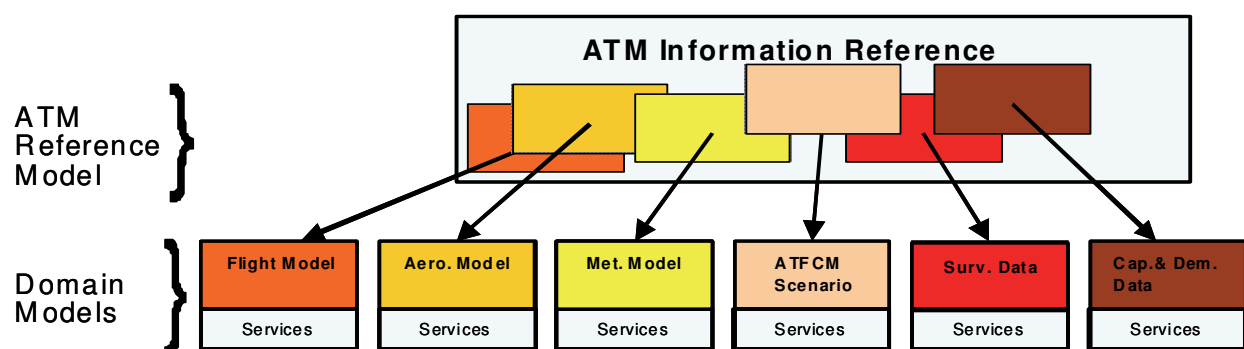 ATM Information Reference
ATM
Reference
Model
Flight Model
Aero. Model
Met. Model
ATFCM
Scenario
Surv. Data
Cap.& Dem.
Data
Domain
Models
Services
Services
Services
Services
Services
Services